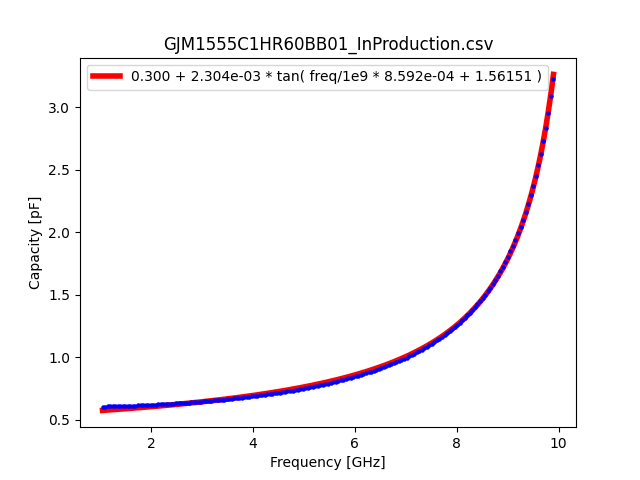 GJM1555C1HR60BB01_InProduction.csv
0.300 + 2.304e-03 * tan( freq/1e9 * 8.592e-04 + 1.56151 )
3.0
2.5
2.0
1.5
1.0
0.5
Capacity [pF]
2 4 6 8 10
Frequency [GHz]